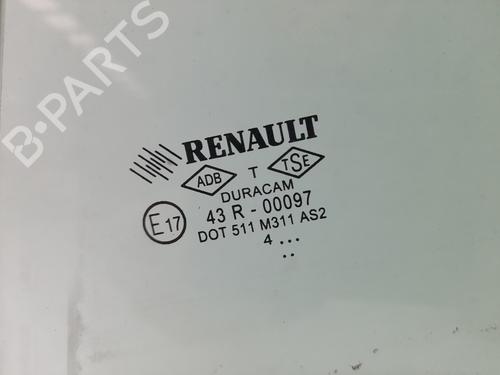 B-PARTS
RENAULT
ADB T TSE
DURACAM
E17 43 R - 00097
DOT 511 M311 AS2
4 ...
..